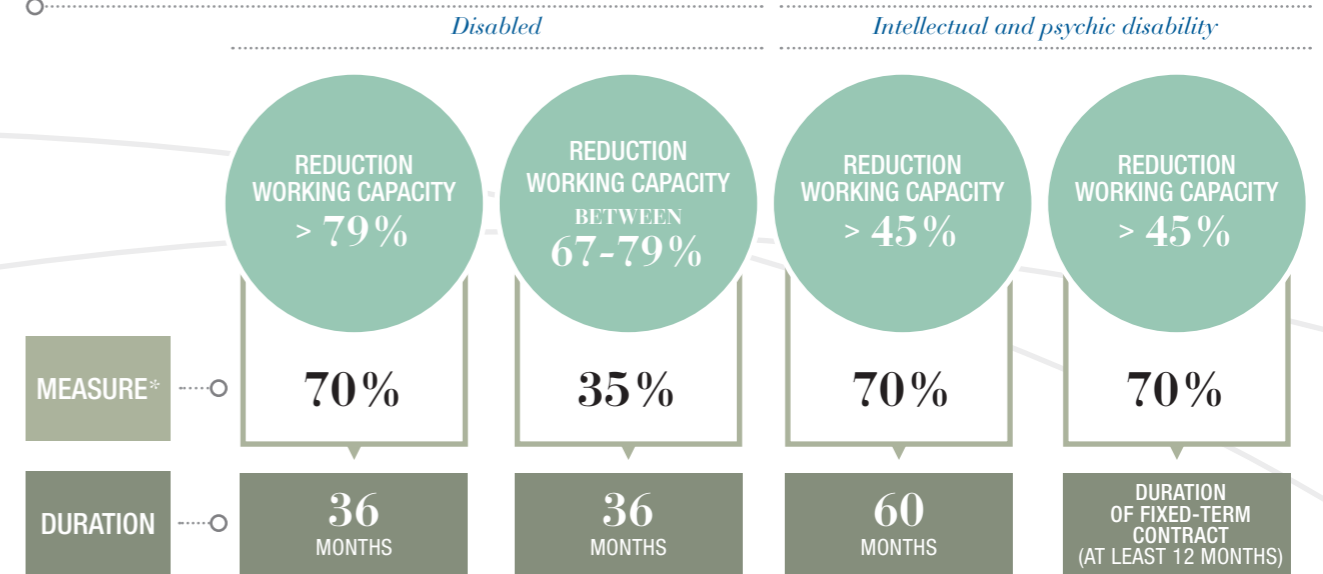 Disabled
Intellectual and psychic disability
REDUCTION
WORKING CAPACITY
> 79%
REDUCTION
WORKING CAPACITY
BETWEEN
67-79%
REDUCTION
WORKING CAPACITY
> 45%
REDUCTION
WORKING CAPACITY
> 45%
MEASURE*
70%
35%
70%
70%
DURATION
36
MONTHS
36
MONTHS
60
MONTHS
DURATION
OF FIXED-TERM
CONTRACT
(AT LEAST 12 MONTHS)